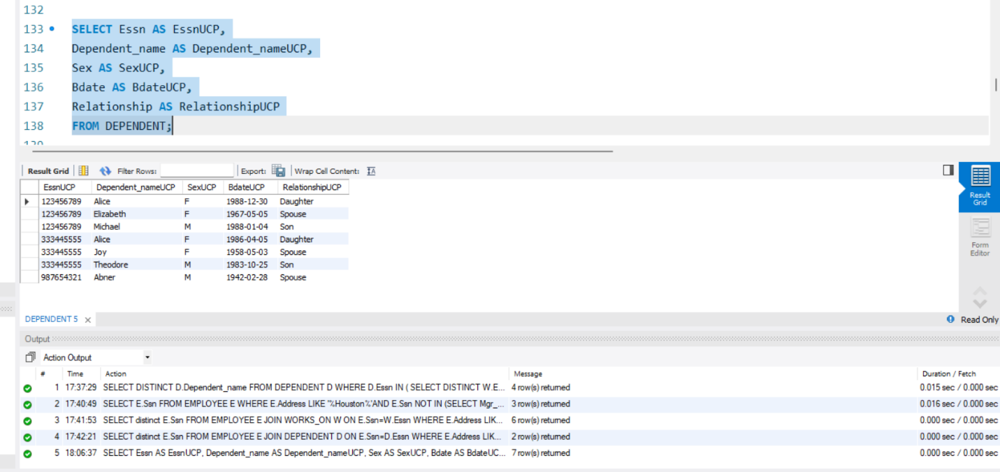 132
133 SELECT Essn AS EssnUCP,
134 Dependent_name AS Dependent_nameUCP,
135 Sex AS SexUCP,
136 Bdate AS BdateUCP,
137 Relationship AS RelationshipUCP
138 FROM DEPENDENT;
139
Result Grid Filter Rows: Export: Wrap Cell Content:
EssnUCP Dependent_nameUCP SexUCP BdateUCP RelationshipUCP
123456789 Alice F 1988-12-30 Daughter
123456789 Elizabeth F 1967-05-05 Spouse
123456789 Michael M 1988-01-04 Son
333445555 Alice F 1986-04-05 Daughter
333445555 Joy F 1958-05-03 Spouse
333445555 Theodore M 1983-10-25 Son
987654321 Abner M 1942-02-28 Spouse
Result
Grid
Form
Editor
DEPENDENT 5 Read Only
Output
Action Output
# Time Action Message Duration / Fetch
1 17:37:29 SELECT DISTINCT D.Dependent_name FROM DEPENDENT D WHERE D.Essn IN ( SELECT DISTINCT W.E... 4 row(s) returned 0.015 sec / 0.000 sec
2 17:40:49 SELECT E.Ssn FROM EMPLOYEE E WHERE E.Address LIKE '%Houston%'AND E.Ssn NOT IN (SELECT Mgr_... 3 row(s) returned 0.016 sec / 0.000 sec
3 17:41:53 SELECT distinct E.Ssn FROM EMPLOYEE E JOIN WORKS_ON W ON E.Ssn=W.Essn WHERE E.Address LIK... 6 row(s) returned 0.000 sec / 0.000 sec
4 17:42:21 SELECT distinct E.Ssn FROM EMPLOYEE E JOIN DEPENDENT D ON E.Ssn=D.Essn WHERE E.Address LIK... 2 row(s) returned 0.000 sec / 0.000 sec
5 18:06:37 SELECT Essn AS EssnUCP, Dependent_name AS Dependent_nameUCP, Sex AS SexUCP, Bdate AS BdateUC... 7 row(s) returned 0.000 sec / 0.000 sec